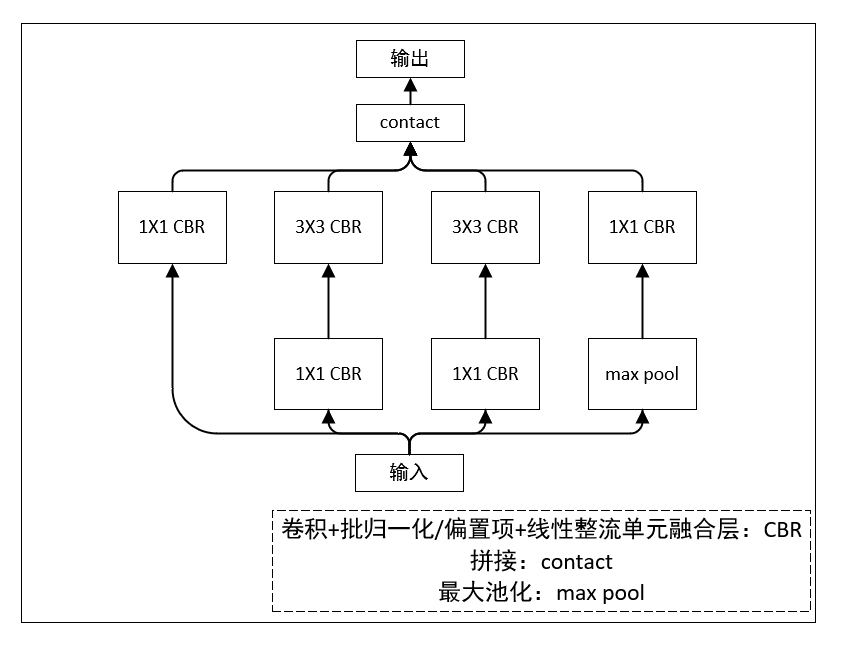 输出
contact
1X1 CBR
3X3 CBR
3X3 CBR
1X1 CBR
1X1 CBR
1X1 CBR
max pool
输入
卷积+批归一化/偏置项+线性整流单元融合层：CBR
拼接：contact
最大池化：max pool